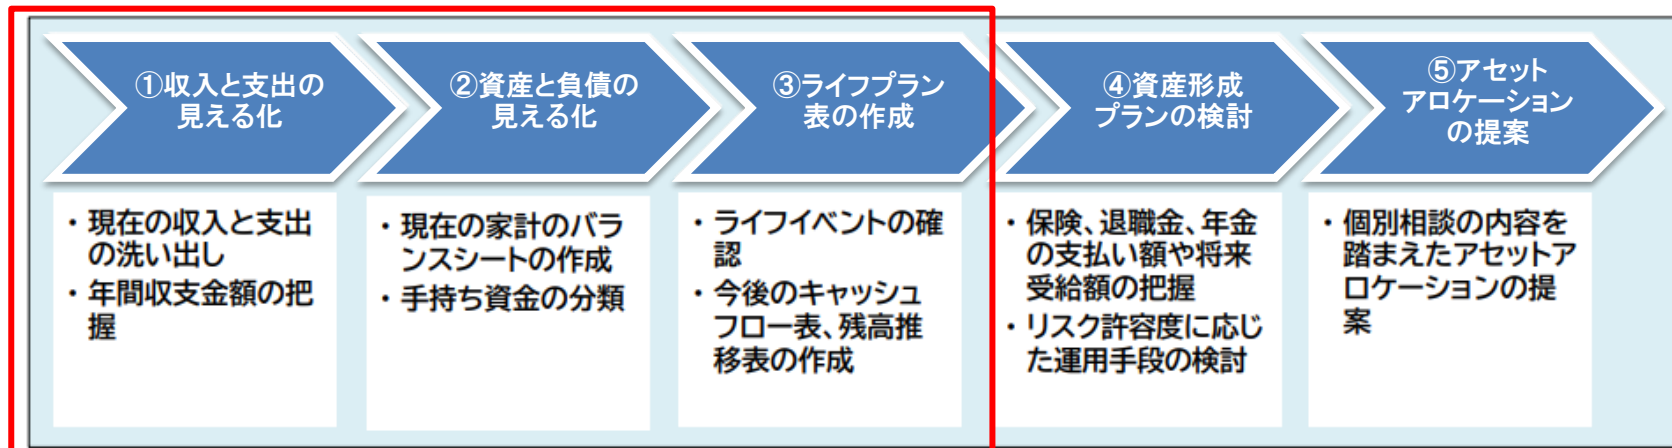 ①収入と支出の
見える化
②資産と負債の
見える化
③ライフプラン
表の作成
④資産形成
プランの検討
⑤アセット
アロケーション
の提案
・現在の収入と支出
の洗い出し
・年間収支金額の把
握
・現在の家計のバラ
ンスシートの作成
・手持ち資金の分類
・ライフイベントの確
認
・今後のキャッシュ
フロー表、残高推
移表の作成
・保険、退職金、年金
の支払い額や将来
受給額の把握
・リスク許容度に応じ
た運用手段の検討
・個別相談の内容を
踏まえたアセットア
ロケーションの提
案